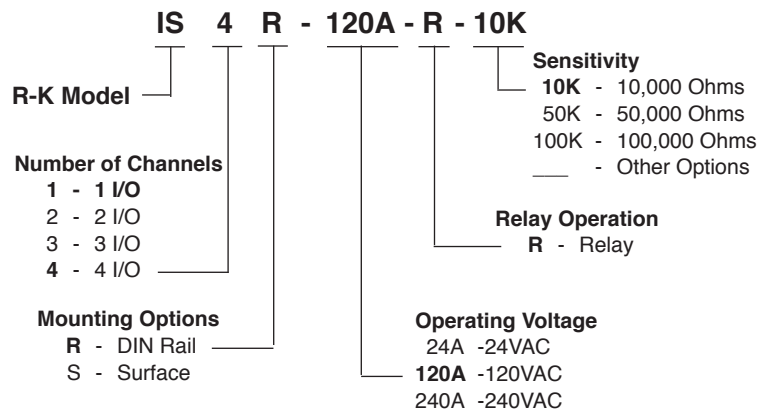 IS 4 R - 120A - R - 10K
Sensitivity
10K - 10,000 Ohms
50K - 50,000 Ohms
100K - 100,000 Ohms
___ - Other Options
R-K Model
Number of Channels
1 - 1 I/O
2 - 2 I/O
3 - 3 I/O
4 - 4 I/O
Relay Operation
R - Relay
Mounting Options
R - DIN Rail
S - Surface
Operating Voltage
24A -24VAC
120A -120VAC
240A -240VAC